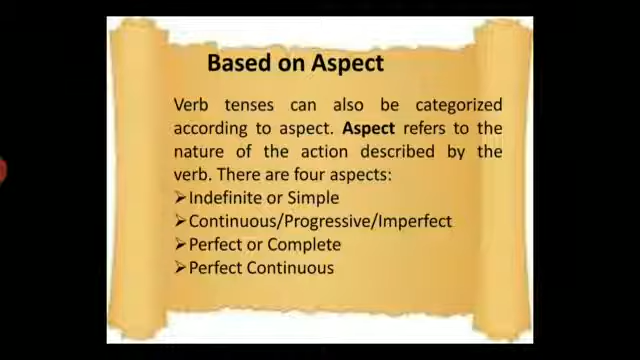 Based on Aspect
Verb tenses can also be categorized
according to aspect. Aspect refers to the
nature of the action described by the
verb. There are four aspects:
➢Indefinite or Simple
➢Continuous/Progressive/Imperfect
➢Perfect or Complete
➢Perfect Continuous